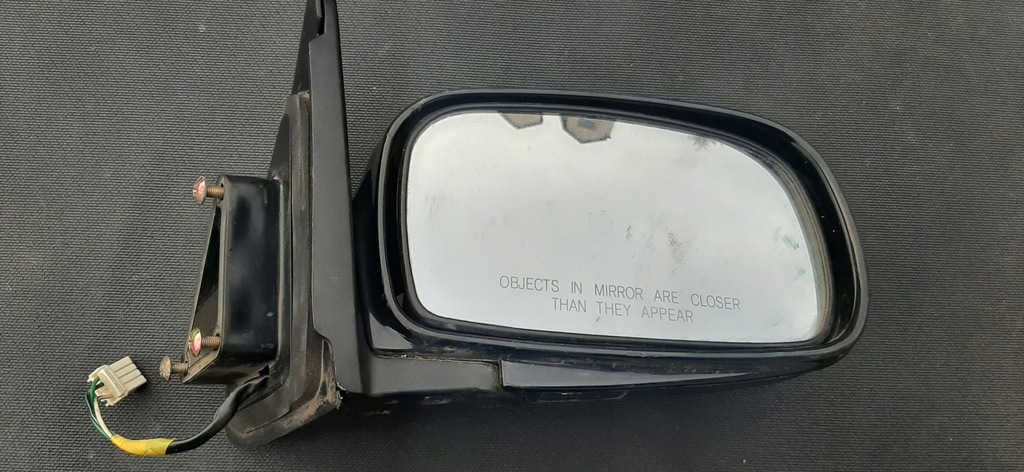 OBJECTS IN MIRROR ARE CLOSER
THAN THEY APPEAR